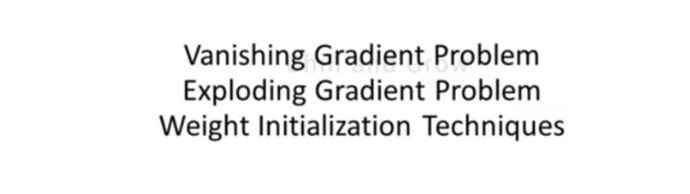 Vanishing Gradient Problem
Exploding Gradient Problem
Weight Initialization Techniques